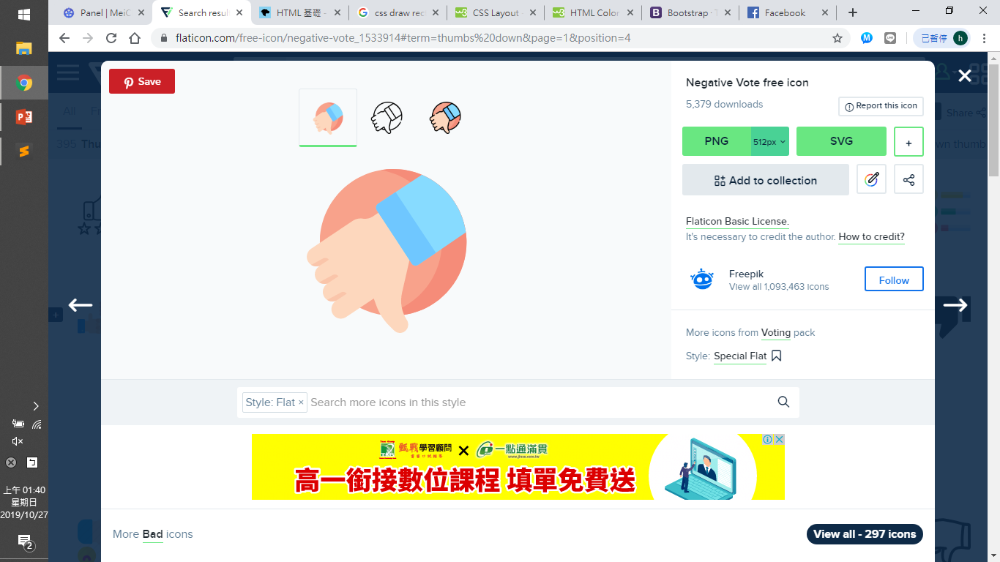 Panel | MeiC
Search result
HTML 基礎 -
css draw rec
CSS Layout -
HTML Color
Bootstrap - T
Facebook
flaticon.com/free-icon/negative-vote_1533914#term=thumbs%20down&page=1&position=4
已暫停
h
Save
Negative Vote free icon
5,379 downloads
Report this icon
PNG
512px
SVG
+
Add to collection
Flaticon Basic License.
It's necessary to credit the author. How to credit?
Freepik
View all 1,093,463 icons
Follow
More icons from Voting pack
Style: Special Flat
All
Share
395 Thu
wn thumb
Style: Flat × Search more icons in this style
甄戰學習顧問 × 一點通滿貫
www.jnse.com.tw
高一銜接數位課程 填單免費送
More Bad icons
View all - 297 icons
上午 01:40
星期日
2019/10/27
2